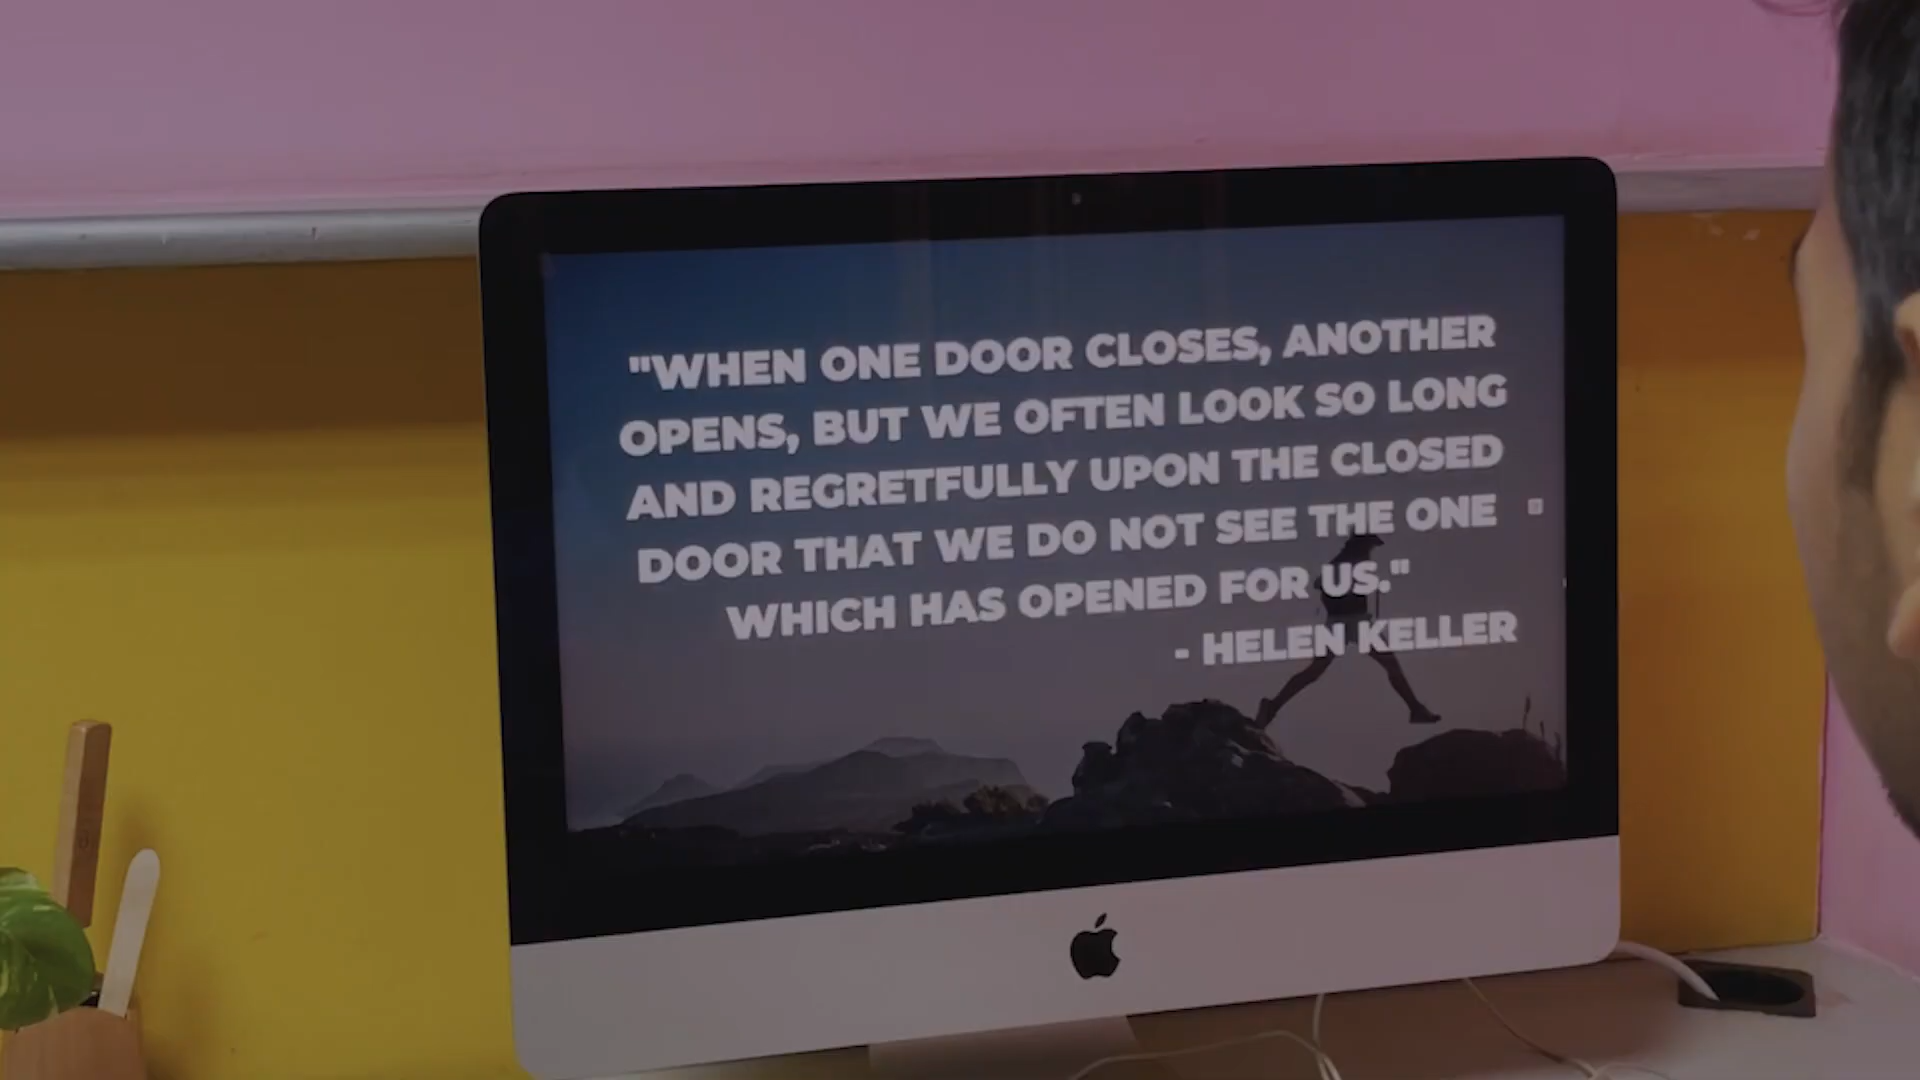 "WHEN ONE DOOR CLOSES, ANOTHER
OPENS, BUT WE OFTEN LOOK SO LONG
AND REGRETFULLY UPON THE CLOSED
DOOR THAT WE DO NOT SEE THE ONE
WHICH HAS OPENED FOR US."
- HELEN KELLER